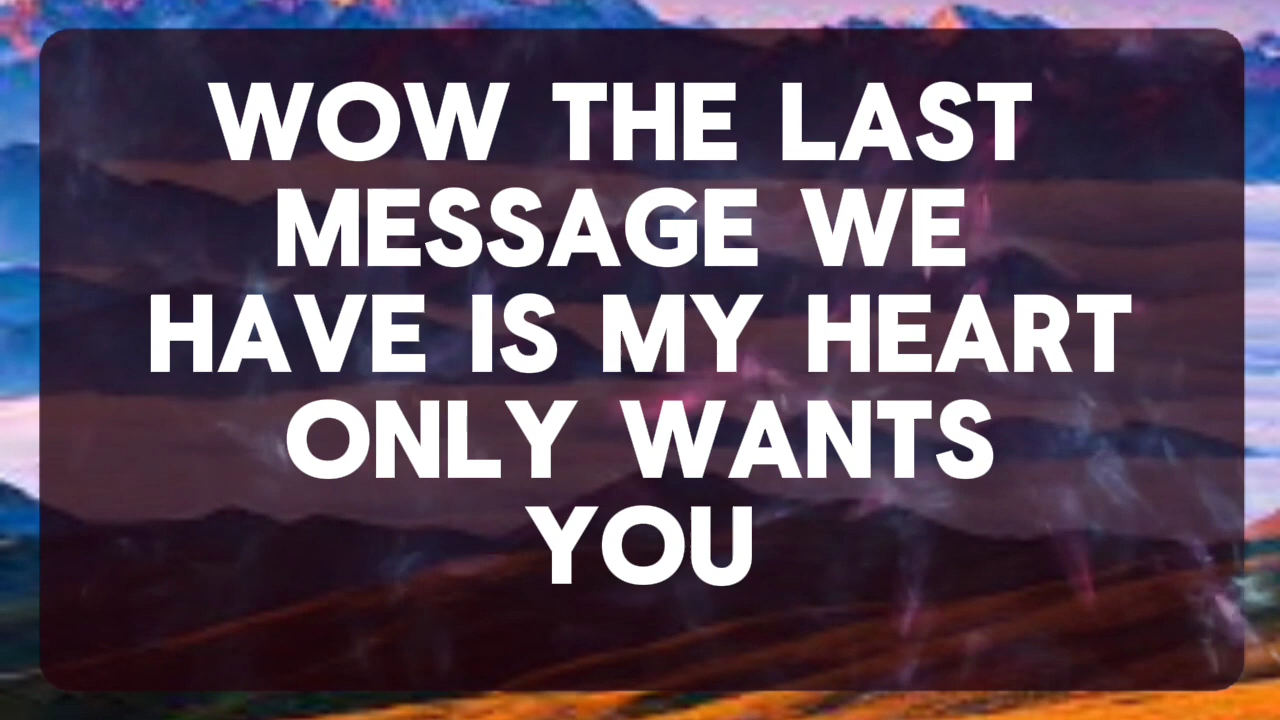 WOW THE LAST
MESSAGE WE
HAVE IS MY HEART
ONLY WANTS
YOU